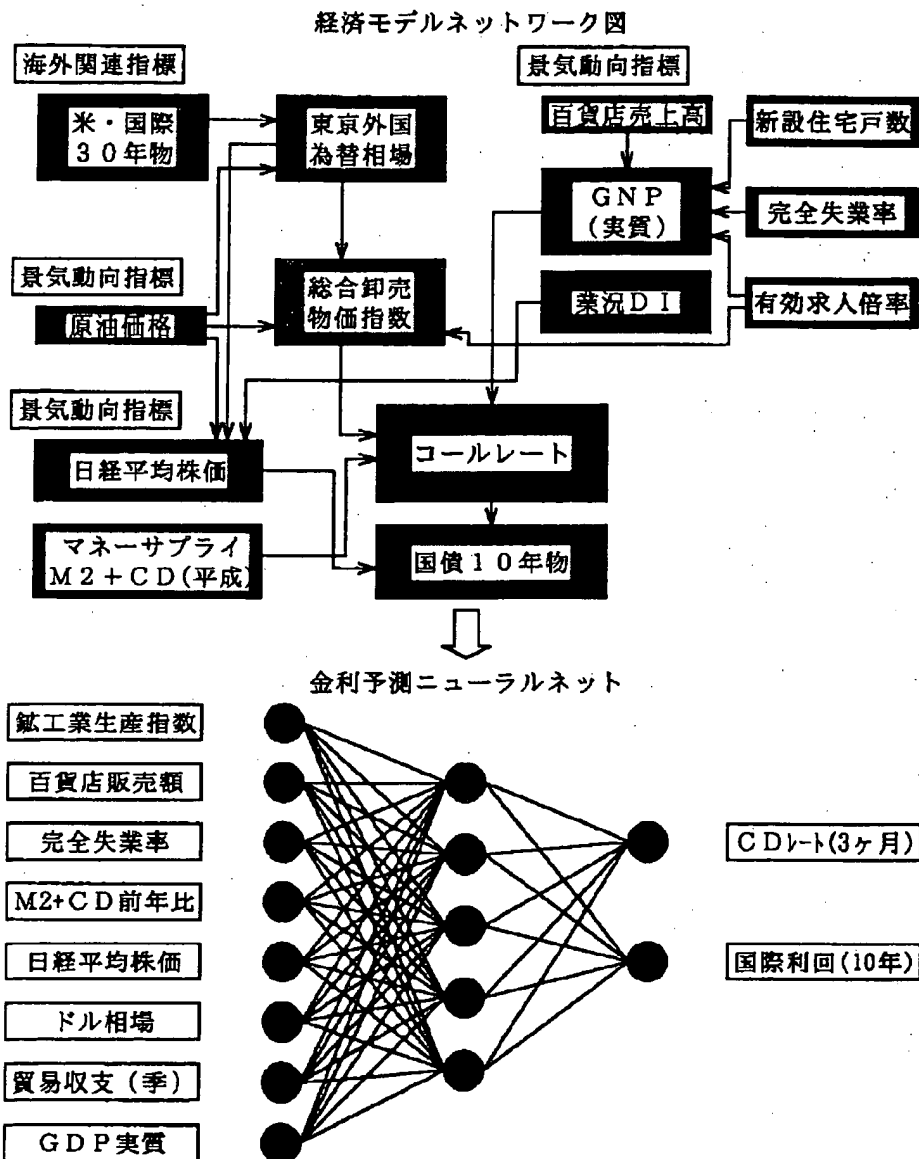 経済モデルネットワーク図
海外関連指標
景気動向指標
米・国際
30年物
東京外国
為替相場
百貨店売上高
新設住宅戸数
GNP
(実質)
完全失業率
景気動向指標
原油価格
総合卸売
物価指数
業況DI
有効求人倍率
景気動向指標
日経平均株価
コールレート
マネーサプライ
M2+CD(平成)
国債10年物
金利予測ニューラルネット
鉱工業生産指数
百貨店販売額
完全失業率
M2+CD前年比
日経平均株価
ドル相場
貿易収支(季)
GDP実質
CDレート(3ヶ月)
国際利回(10年)